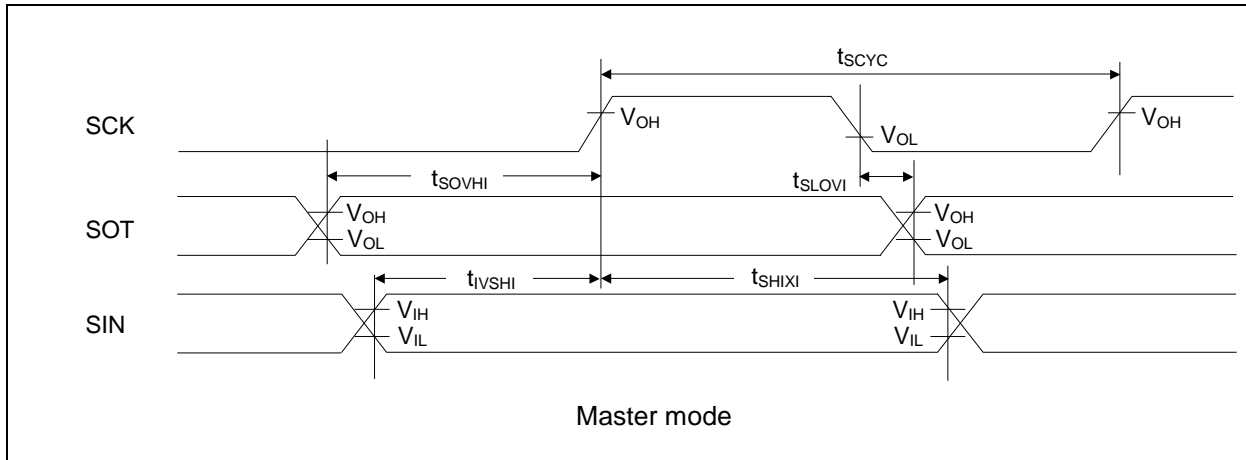 tSCYC
SCK
VOH
VOL
VOH
tSOVHI
tSLOVI
SOT
VOH
VOL
VOH
VOL
tIVSHI
tSHIXI
SIN
VIH
VIL
VIH
VIL
Master mode